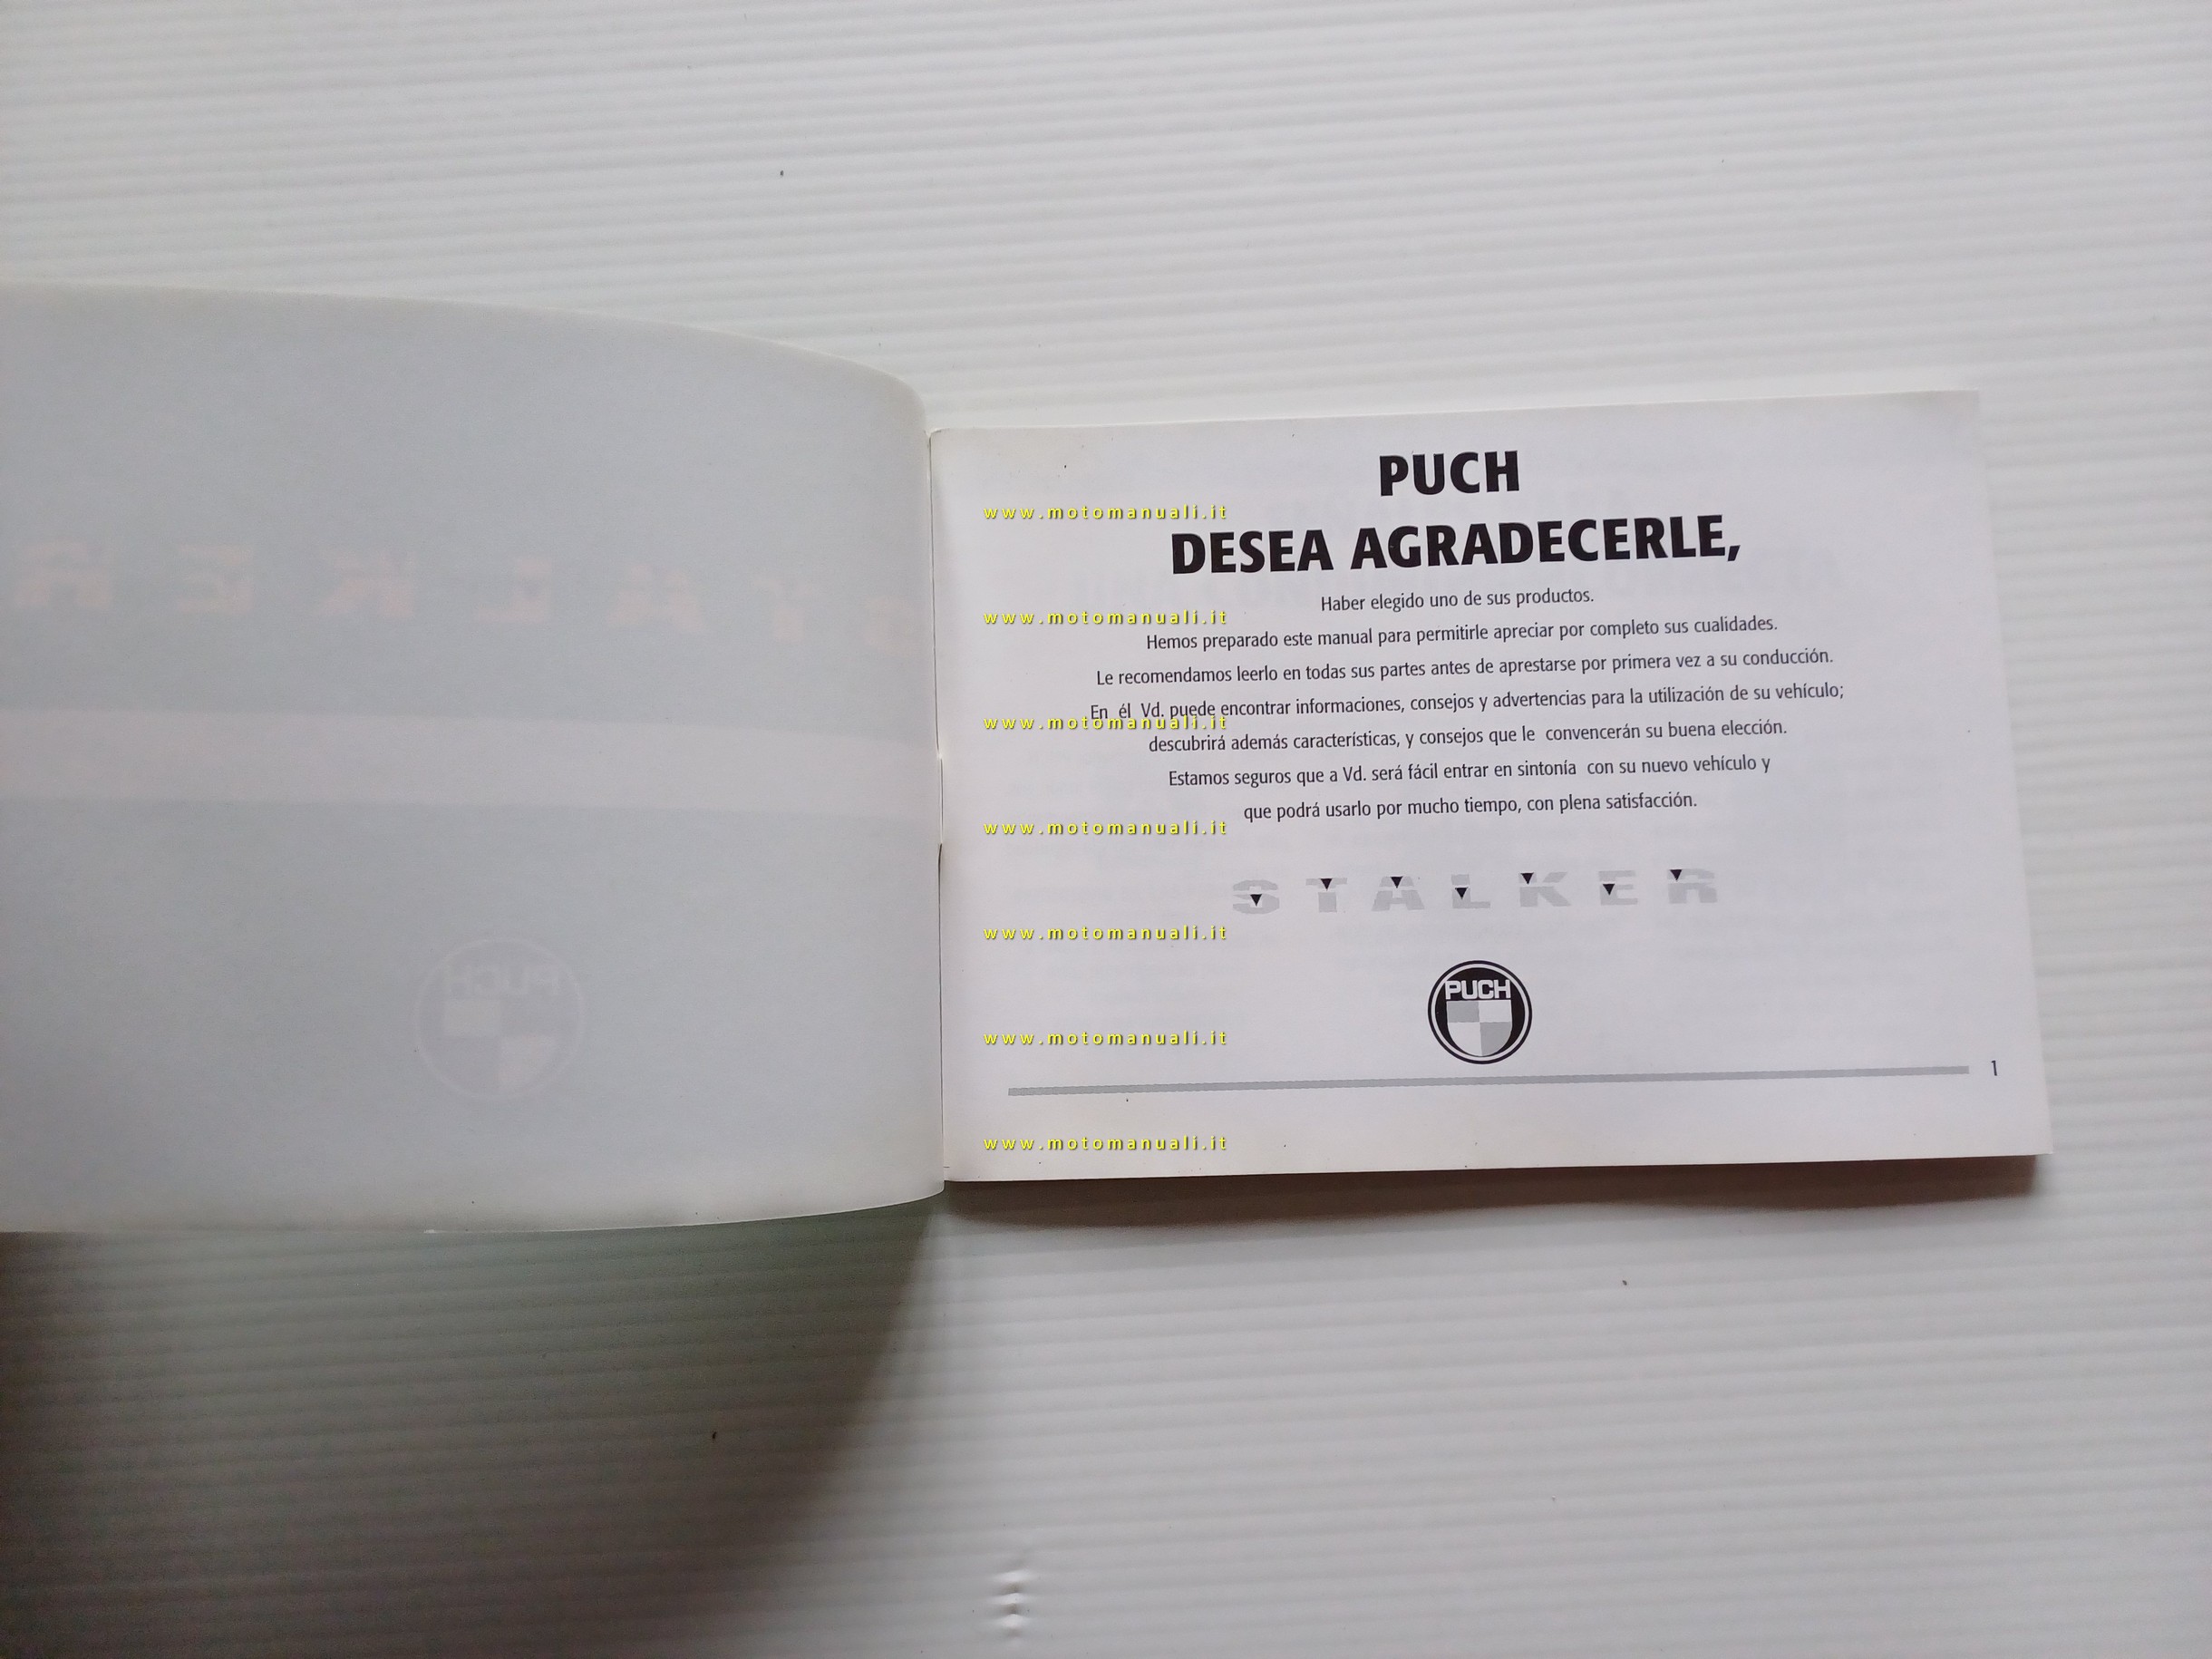 PUCH
DESEA AGRADECERLE,
Haber elegido uno de sus productos.
Hemos preparado este manual para permitirle apreciar por completo sus cualidades.
Le recomendamos leerlo en todas sus partes antes de aprestarse por primera vez a su conducción.
En él Vd. puede encontrar informaciones, consejos y advertencias para la utilización de su vehículo;
descubrirá además características, y consejos que le convencerán su buena elección.
Estamos seguros que a Vd. será fácil entrar en sintonía con su nuevo vehículo y
que podrá usarlo por mucho tiempo, con plena satisfacción.
STALKER
PUCH
1
www.motomanuali.it
www.motomanuali.it
www.motomanuali.it
www.motomanuali.it
www.motomanuali.it
www.motomanuali.it
www.motomanuali.it